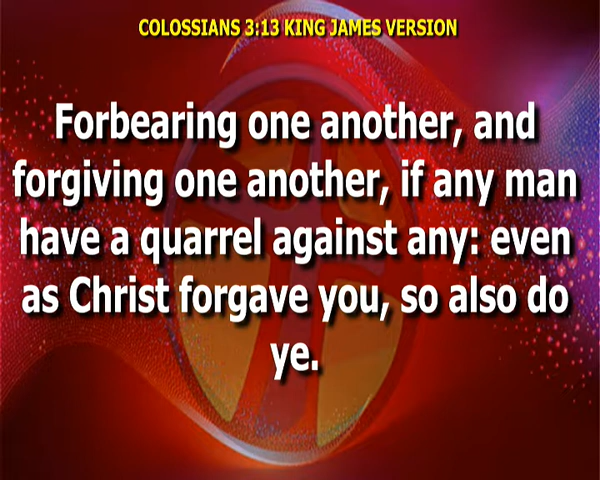 COLOSSIANS 3:13 KING JAMES VERSION
Forbearing one another, and
forgiving one another, if any man
have a quarrel against any: even
as Christ forgave you, so also do
ye.